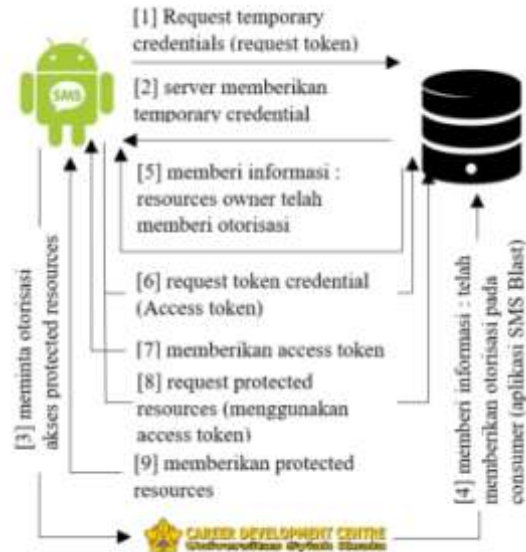 [1] Request temporary
credentials (request token)
SMS
[2] server memberikan
temporary credential
[5] memberi informasi :
resources owner telah
memberi otorisasi
[6] request token credential
(Access token)
[7] memberikan access token
[8] request protected
resources (menggunakan
access token)
[9] memberikan protected
resources
[3] meminta otorisasi
akses protected resources
[4] memberi informasi : telah
memberikan otorisasi pada
consumer (aplikasi SMS Blast)
CAREER DEVELOPMENT CENTRE
Universitas Syiah Kuala